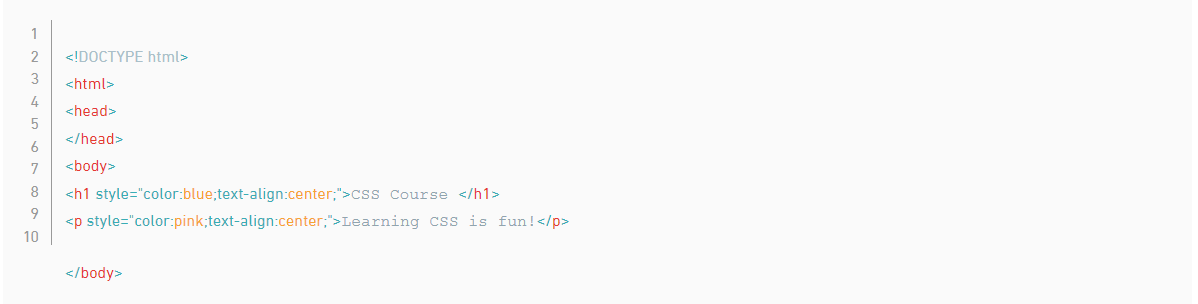 1
2
3
4
5
6
7
8
9
10
<!DOCTYPE html>
<html>
<head>
</head>
<body>
<h1 style="color:blue;text-align:center;">CSS Course </h1>
<p style="color:pink;text-align:center;">Learning CSS is fun!</p>
</body>